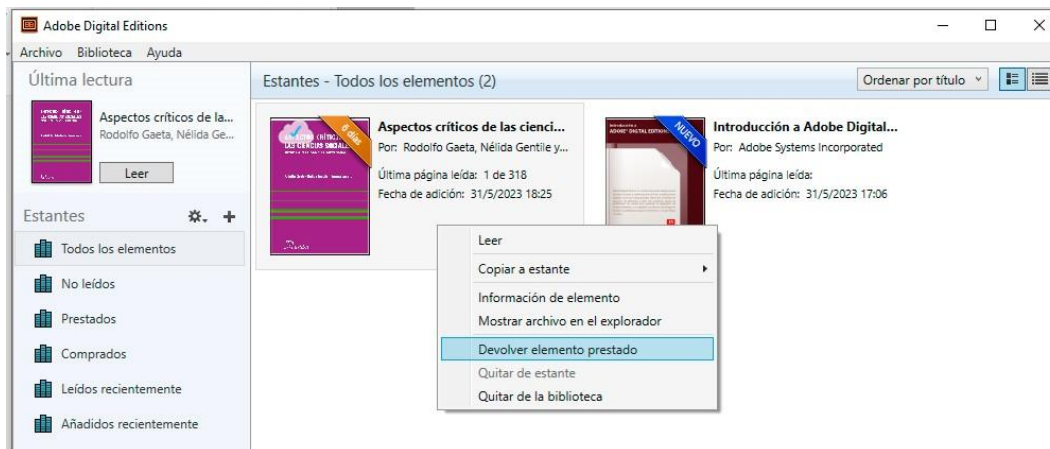 Adobe Digital Editions
Archivo Biblioteca Ayuda
Última lectura
Aspectos críticos de la...
Rodolfo Gaeta, Nélida Ge...
Leer
Estantes
Todos los elementos
No leídos
Prestados
Comprados
Leídos recientemente
Añadidos recientemente
Estantes - Todos los elementos (2)
Ordenar por título
6 días
Aspectos críticos de las cienci...
Por: Rodolfo Gaeta, Nélida Gentile y...
Última página leída: 1 de 318
Fecha de adición: 31/5/2023 18:25
NUEVO
Introducción a Adobe Digital...
Por: Adobe Systems Incorporated
Última página leída:
Fecha de adición: 31/5/2023 17:06
Leer
Copiar a estante
Información de elemento
Mostrar archivo en el explorador
Devolver elemento prestado
Quitar de estante
Quitar de la biblioteca